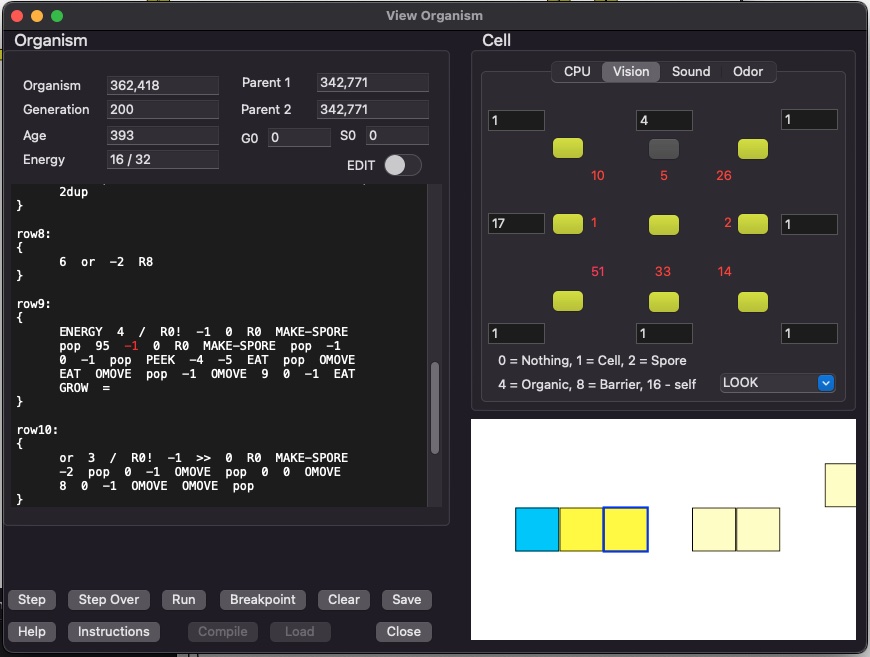 View Organism
Organism
Organism 362,418
Generation 200
Age 393
Energy 16 / 32
Parent 1 342,771
Parent 2 342,771
G0 0 S0 0
EDIT
2dup
}
row8:
{
6 or -2 R8
}
row9:
{
ENERGY 4 / R0! -1 0 R0 MAKE-SPORE
pop 95 -1 0 R0 MAKE-SPORE pop -1
0 -1 pop PEEK -4 -5 EAT pop OMOVE
EAT OMOVE pop -1 OMOVE 9 0 -1 EAT
GROW =
}
row10:
{
or 3 / R0! -1 >> 0 R0 MAKE-SPORE
-2 pop 0 -1 OMOVE pop 0 0 OMOVE
8 0 -1 OMOVE OMOVE pop
}
Step Step Over Run Breakpoint Clear Save
Help Instructions Compile Load Close
Cell
CPU Vision Sound Odor
1 4 1
10 5 26
17 1 2 1
51 33 14
1 1 1
0 = Nothing, 1 = Cell, 2 = Spore
4 = Organic, 8 = Barrier, 16 - self
LOOK